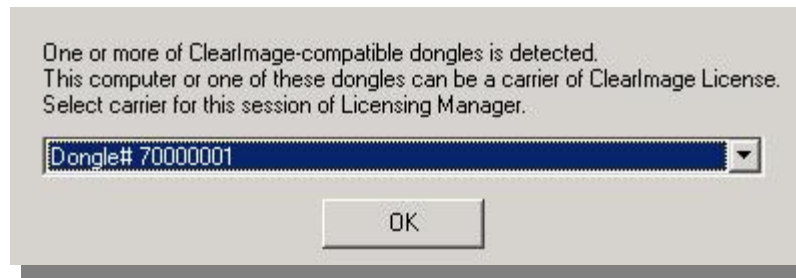 One or more of ClearImage-compatible dongles is detected.
This computer or one of these dongles can be a carrier of ClearImage License.
Select carrier for this session of Licensing Manager.
Dongle# 70000001
OK